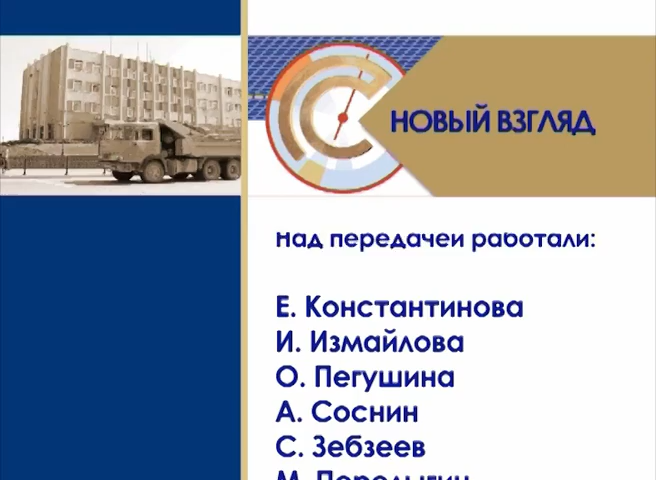 НОВЫЙ ВЗГЛЯД
Над передачей работали:
Е. Константинова
И. Измайлова
О. Пегушина
А. Соснин
С. Зебзеев
М.